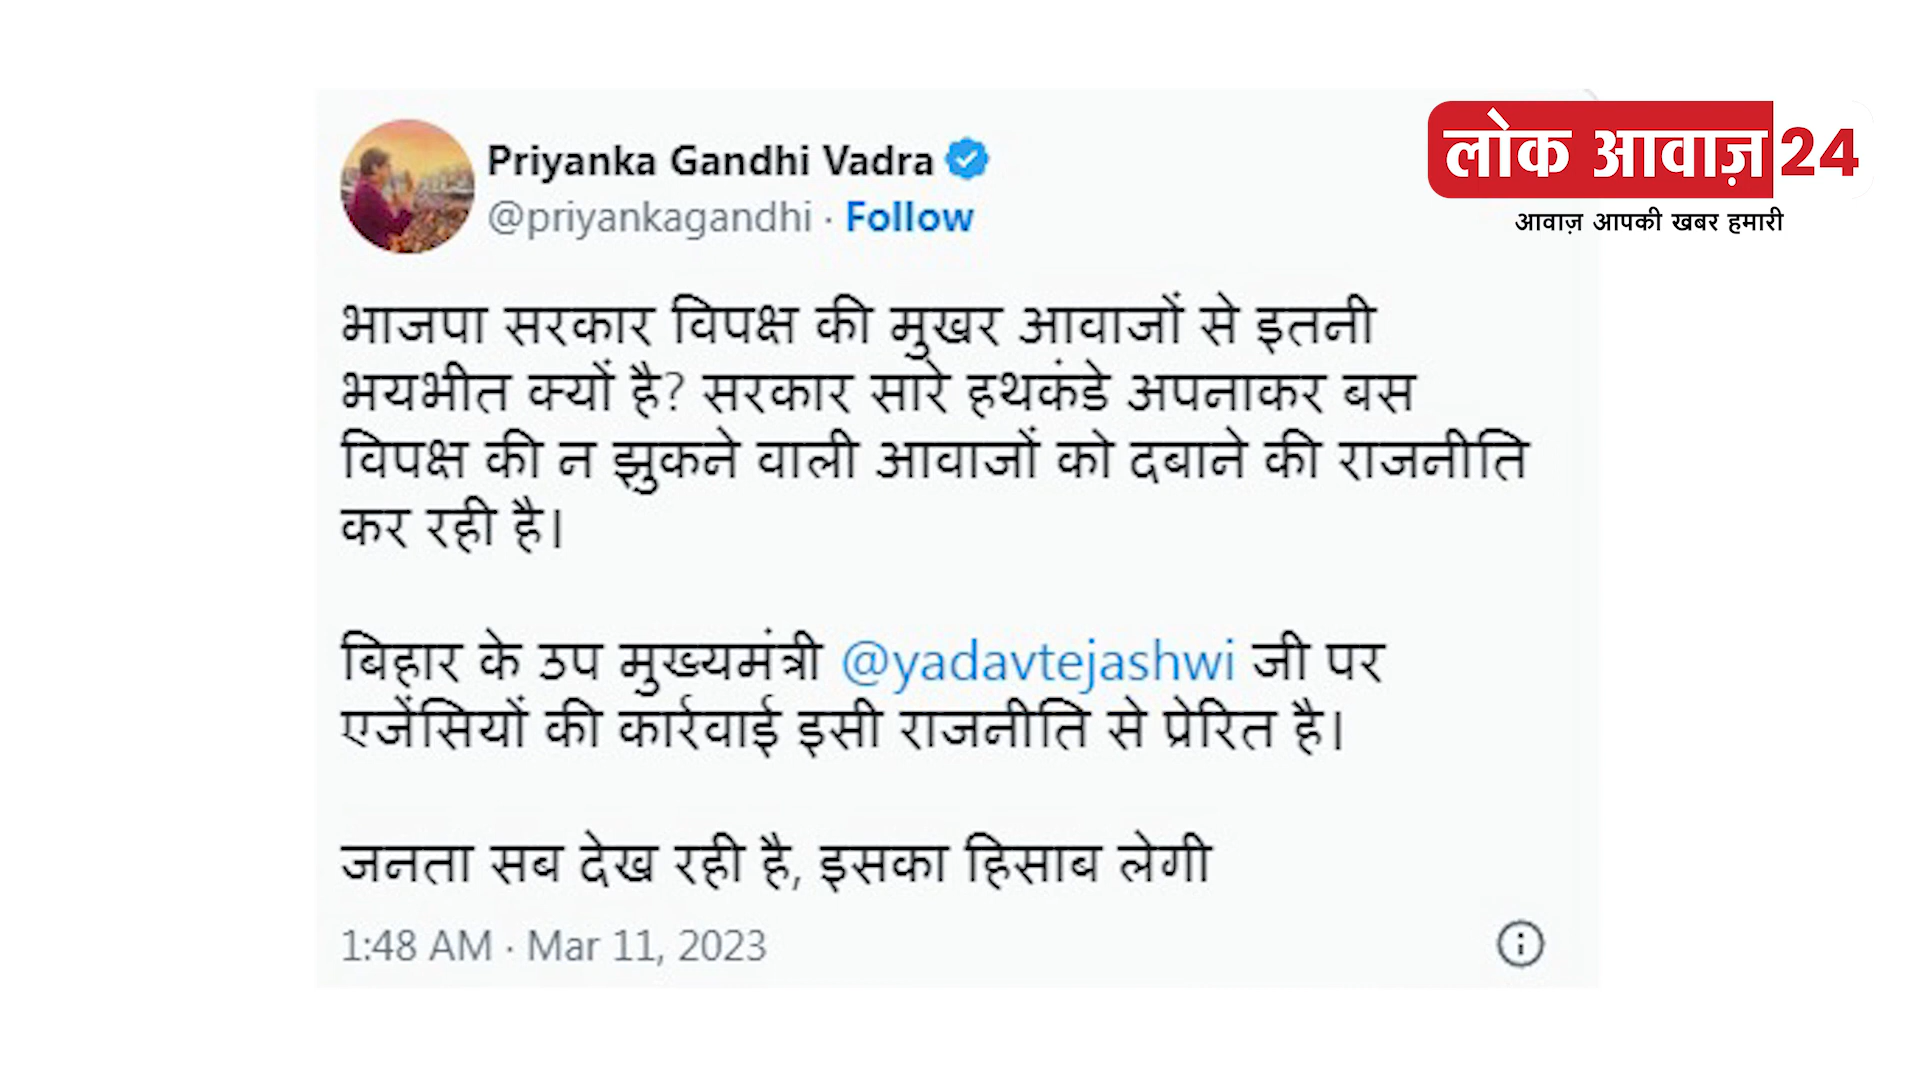 Priyanka Gandhi Vadra
@priyankagandhi · Follow
लोक आवाज़ 24
आवाज़ आपकी खबर हमारी
भाजपा सरकार विपक्ष की मुखर आवाजों से इतनी
भयभीत क्यों है? सरकार सारे हथकंडे अपनाकर बस
विपक्ष की न झुकने वाली आवाजों को दबाने की राजनीति
कर रही है।
बिहार के उप मुख्यमंत्री @yadavtejashwi जी पर
एजेंसियों की कार्रवाई इसी राजनीति से प्रेरित है।
जनता सब देख रही है, इसका हिसाब लेगी
1:48 AM · Mar 11, 2023